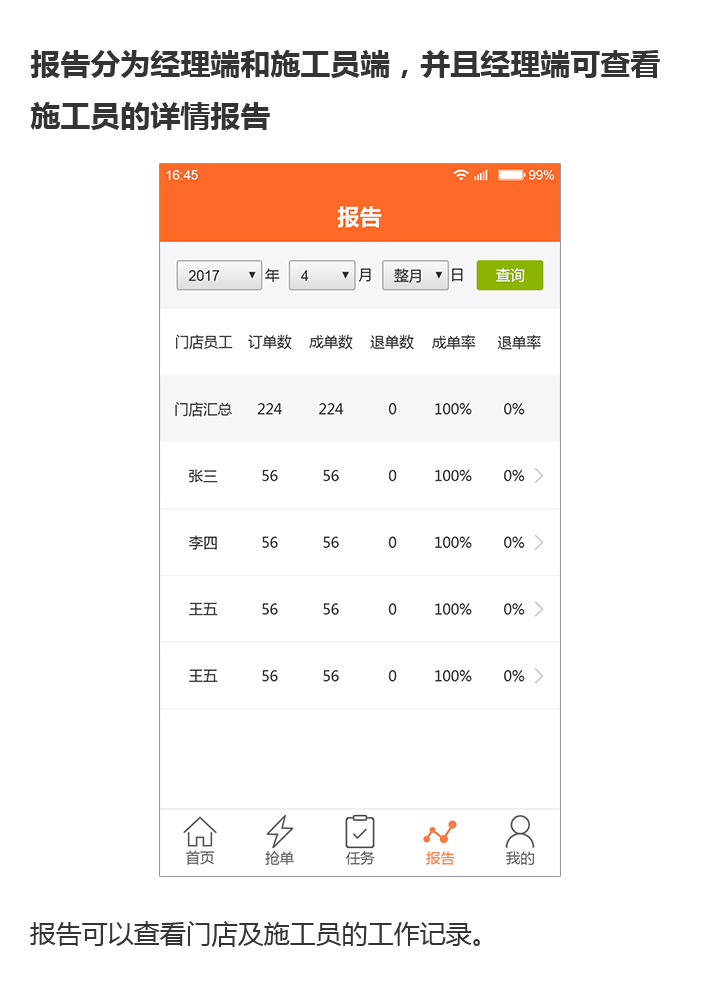 报告分为经理端和施工员端，并且经理端可查看
施工员的详情报告
16:45 99%
报告
2017 年 4 月 整月 日 查询
门店员工 订单数 成单数 退单数 成单率 退单率
门店汇总 224 224 0 100% 0%
张三 56 56 0 100% 0%
李四 56 56 0 100% 0%
王五 56 56 0 100% 0%
王五 56 56 0 100% 0%
首页 抢单 任务 报告 我的
报告可以查看门店及施工员的工作记录。